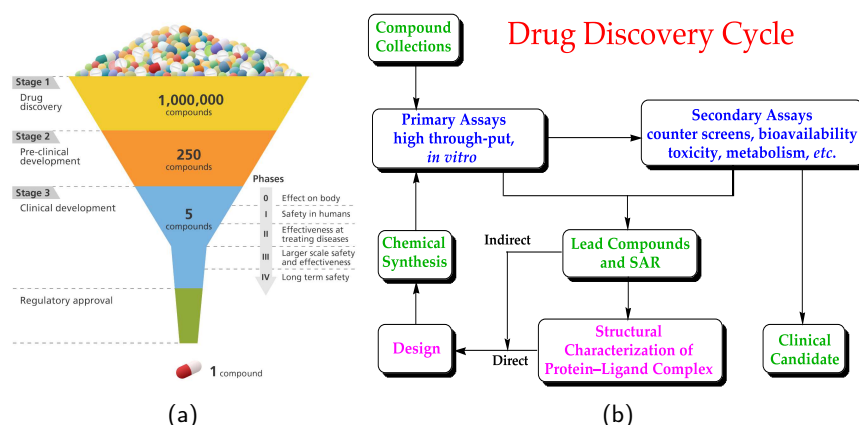 Stage 1
Drug
discovery
1,000,000
compounds
Stage 2
Pre-clinical
development
250
compounds
Stage 3
Clinical development
5
compounds
Phases
0 Effect on body
I Safety in humans
II Effectiveness at
treating diseases
III Larger scale safety
and effectiveness
IV Long term safety
Regulatory approval
1 compound
(a)
Drug Discovery Cycle
Compound
Collections
Primary Assays
high through-put,
in vitro
Secondary Assays
counter screens, bioavailability
toxicity, metabolism, etc.
Chemical
Synthesis
Indirect
Lead Compounds
and SAR
Design
Direct
Structural
Characterization of
Protein–Ligand Complex
Clinical
Candidate
(b)